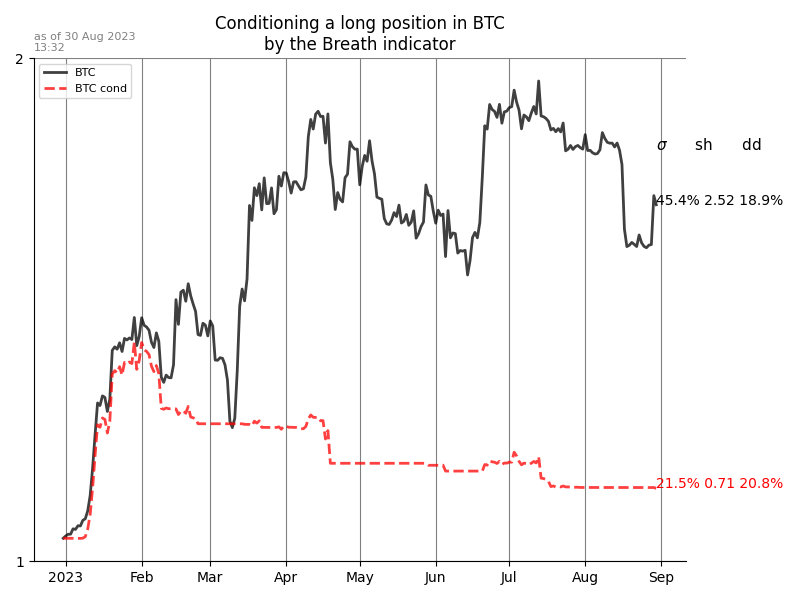 Conditioning a long position in BTC
by the Breath indicator
as of 30 Aug 2023
13:32
2
BTC
BTC cond
σ sh dd
45.4% 2.52 18.9%
21.5% 0.71 20.8%
1
2023 Feb Mar Apr May Jun Jul Aug Sep